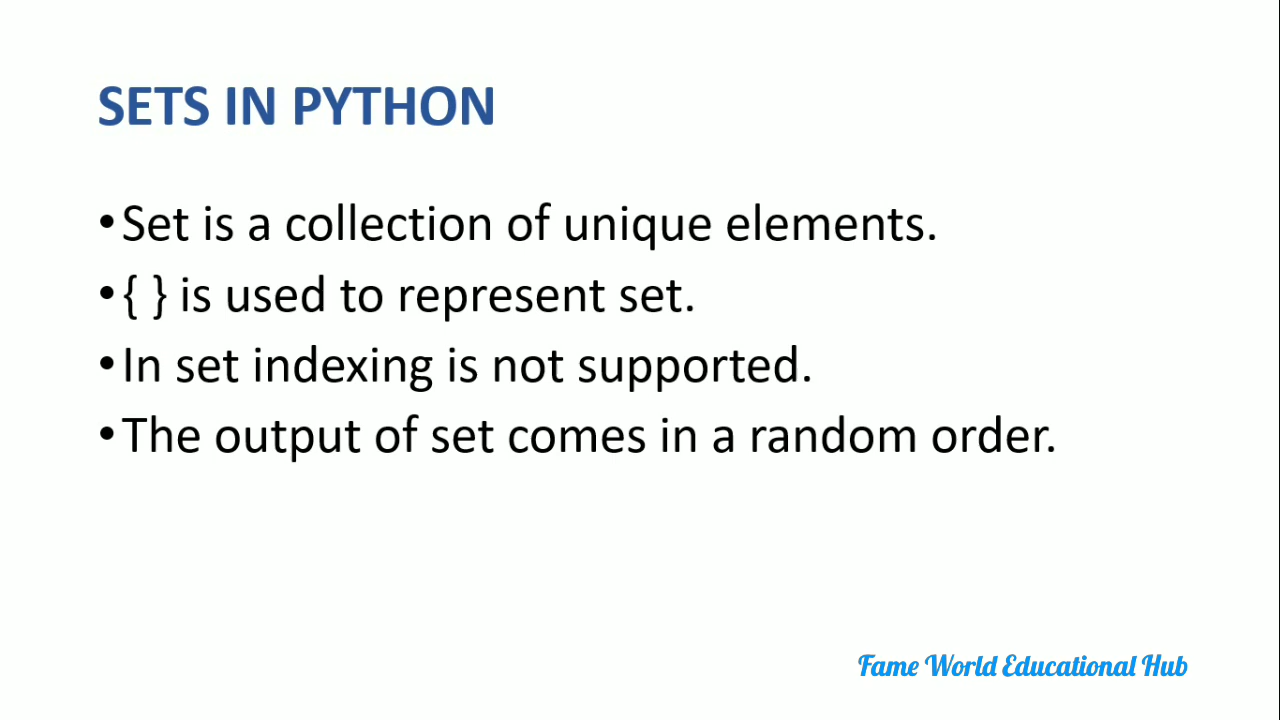 SETS IN PYTHON
•Set is a collection of unique elements.
•{ } is used to represent set.
•In set indexing is not supported.
•The output of set comes in a random order.
Fame World Educational Hub